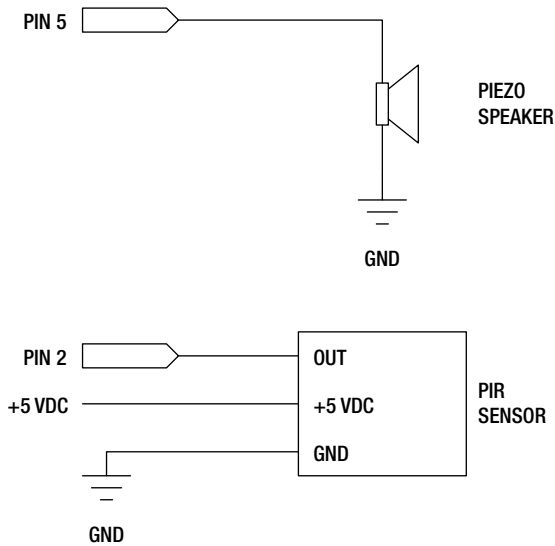 PIN 5
PIEZO
SPEAKER
GND
PIN 2
OUT
+5 VDC
+5 VDC
PIR
SENSOR
GND
GND